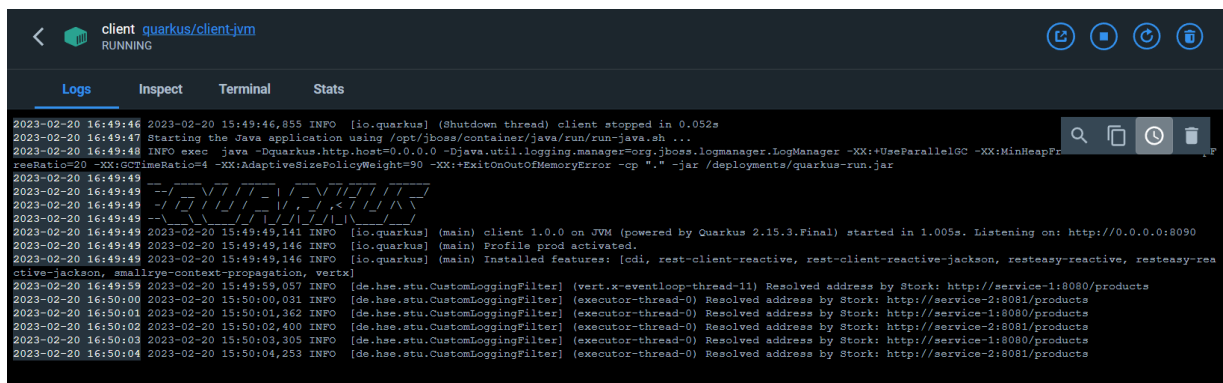 client quarkus/client-jvm
RUNNING
Logs Inspect Terminal Stats
2023-02-20 16:49:46 2023-02-20 15:49:46,855 INFO [io.quarkus] (Shutdown thread) client stopped in 0.052s
2023-02-20 16:49:47 Starting the Java application using /opt/jboss/container/java/run/run-java.sh ...
2023-02-20 16:49:48 INFO exec java -Dquarkus.http.host=0.0.0.0 -Djava.util.logging.manager=org.jboss.logmanager.LogManager -XX:+UseParallelGC -XX:MinHeapFr
reeRatio=20 -XX:GCTimeRatio=4 -XX:AdaptiveSizePolicyWeight=90 -XX:+ExitOnOutOfMemoryError -cp "." -jar /deployments/quarkus-run.jar
2023-02-20 16:49:49 __ ____ __ _____ ___ __ ____ ______
2023-02-20 16:49:49 --/ __ \/ / / / _ | / _ \/ //_/ / / / __/
2023-02-20 16:49:49 -/ /_/ / /_/ / __ |/ , _/ ,< / /_/ /\ \
2023-02-20 16:49:49 --\___\_\____/_/ |_/_/|_/_/|_|\____/___/
2023-02-20 16:49:49 2023-02-20 15:49:49,141 INFO [io.quarkus] (main) client 1.0.0 on JVM (powered by Quarkus 2.15.3.Final) started in 1.005s. Listening on: http://0.0.0.0:8090
2023-02-20 16:49:49 2023-02-20 15:49:49,146 INFO [io.quarkus] (main) Profile prod activated.
2023-02-20 16:49:49 2023-02-20 15:49:49,146 INFO [io.quarkus] (main) Installed features: [cdi, rest-client-reactive, rest-client-reactive-jackson, resteasy-reactive, resteasy-rea
ctive-jackson, smallrye-context-propagation, vertx]
2023-02-20 16:49:59 2023-02-20 15:49:59,057 INFO [de.hse.stu.CustomLoggingFilter] (vert.x-eventloop-thread-11) Resolved address by Stork: http://service-1:8080/products
2023-02-20 16:50:00 2023-02-20 15:50:00,031 INFO [de.hse.stu.CustomLoggingFilter] (executor-thread-0) Resolved address by Stork: http://service-2:8081/products
2023-02-20 16:50:01 2023-02-20 15:50:01,362 INFO [de.hse.stu.CustomLoggingFilter] (executor-thread-0) Resolved address by Stork: http://service-1:8080/products
2023-02-20 16:50:02 2023-02-20 15:50:02,400 INFO [de.hse.stu.CustomLoggingFilter] (executor-thread-0) Resolved address by Stork: http://service-2:8081/products
2023-02-20 16:50:03 2023-02-20 15:50:03,305 INFO [de.hse.stu.CustomLoggingFilter] (executor-thread-0) Resolved address by Stork: http://service-1:8080/products
2023-02-20 16:50:04 2023-02-20 15:50:04,253 INFO [de.hse.stu.CustomLoggingFilter] (executor-thread-0) Resolved address by Stork: http://service-2:8081/products